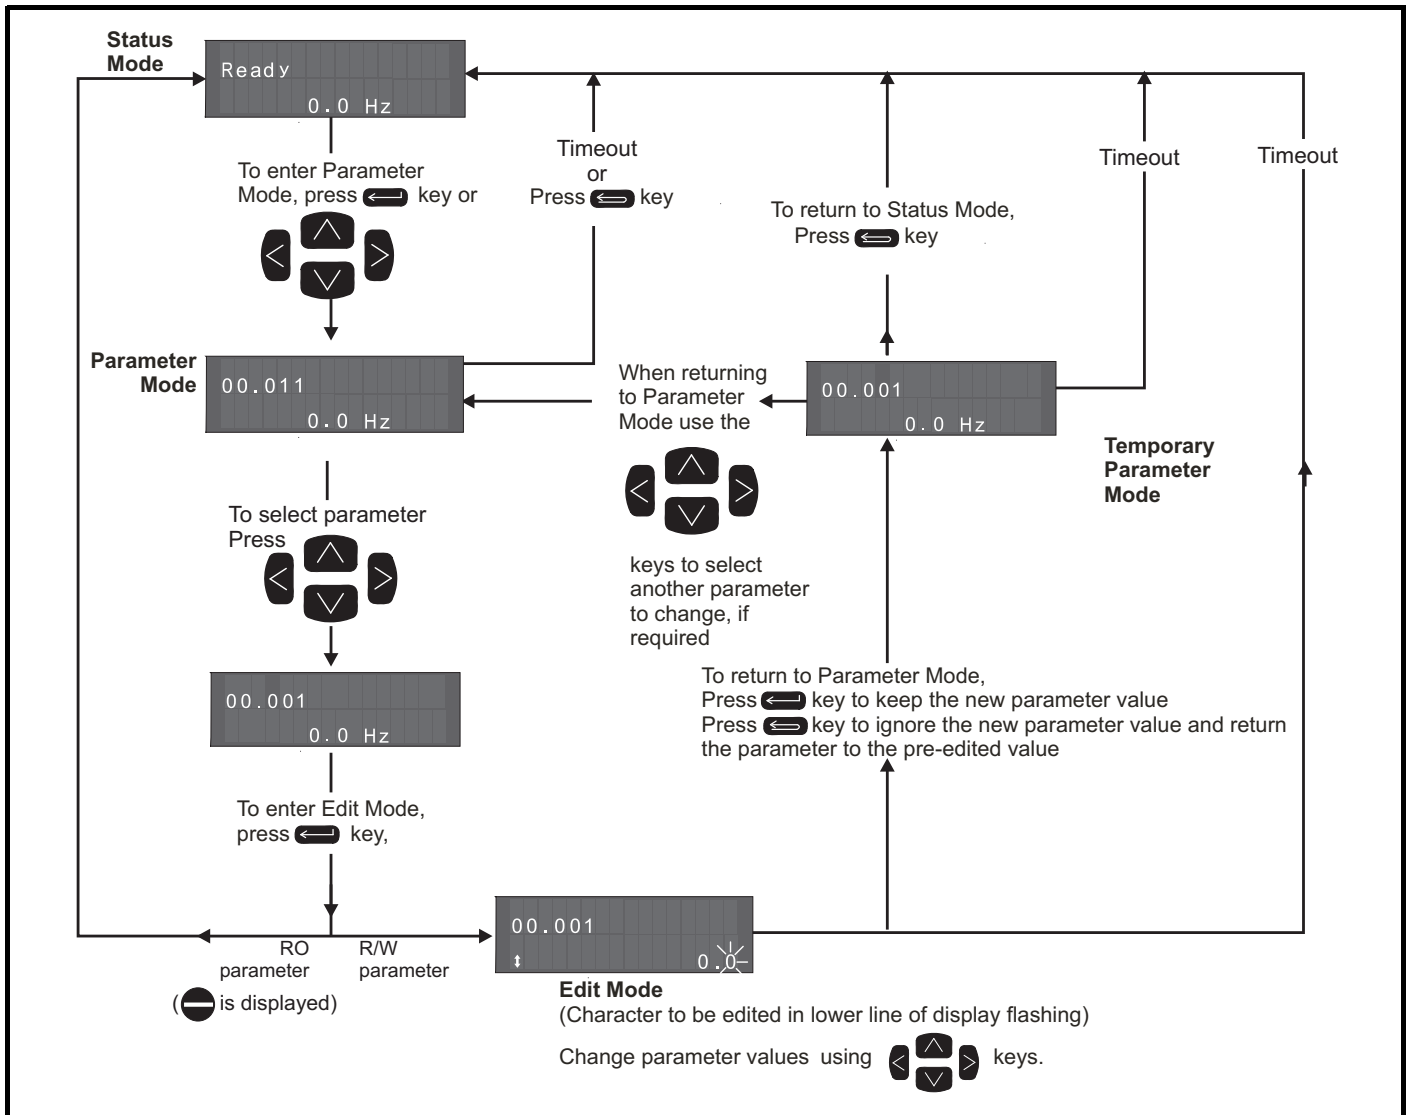 Status
Mode
Ready
0.0 Hz
To enter Parameter
Mode, press key or
Timeout
or
Press key
To return to Status Mode,
Press key
Timeout
Timeout
Parameter
Mode
00.011
0.0 Hz
When returning
to Parameter
Mode use the
keys to select
another parameter
to change, if
required
00.001
0.0 Hz
Temporary
Parameter
Mode
To select parameter
Press
00.001
0.0 Hz
To return to Parameter Mode,
Press key to keep the new parameter value
Press key to ignore the new parameter value and return
the parameter to the pre-edited value
To enter Edit Mode,
press key,
RO
parameter
( is displayed)
R/W
parameter
00.001
0.0
Edit Mode
(Character to be edited in lower line of display flashing)
Change parameter values using keys.